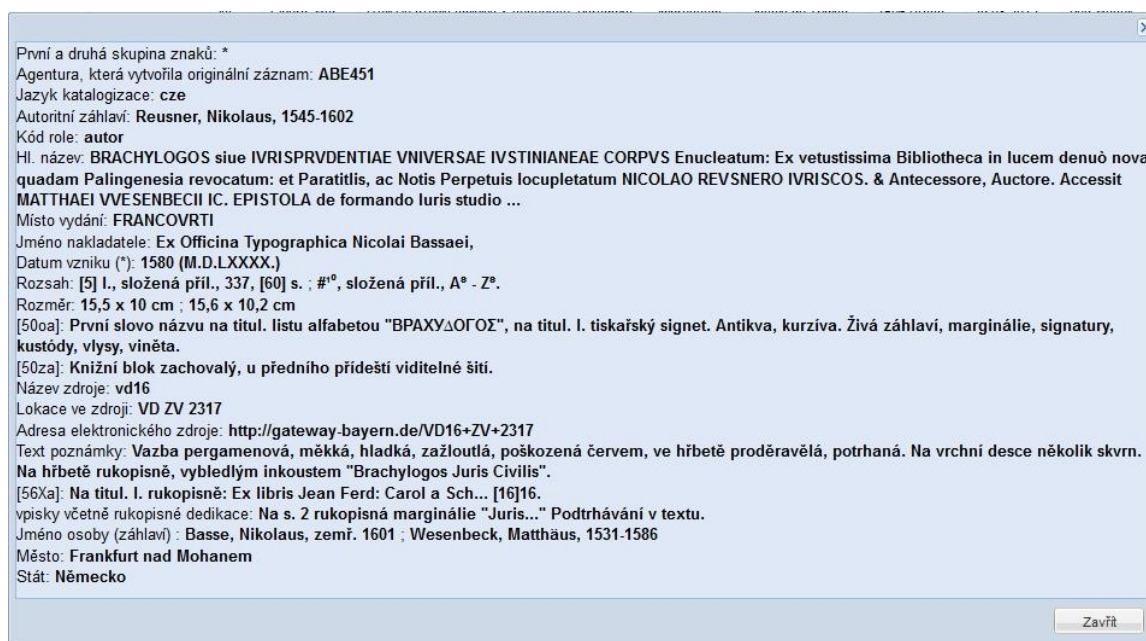 První a druhá skupina znaků: *
Agentura, která vytvořila originální záznam: ABE451
Jazyk katalogizace: cze
Autoritní záhlaví: Reusner, Nikolaus, 1545-1602
Kód role: autor
Hl. název: BRACHYLOGOS siue IVRISPRVDENTIAE VNIVERSAE IVSTINIANEAE CORPVS Enucleatum: Ex vetustissima Bibliotheca in lucem denuò nova
quadam Palingenesia revocatum: et Paratitlis, ac Notis Perpetuis locupletatum NICOLAO REVSNERO IVRISCOS. & Antecessore, Auctore. Accessit
MATTHAEI VVESENBECII IC. EPISTOLA de formando Iuris studio ...
Místo vydání: FRANCOVRTI
Jméno nakladatele: Ex Officina Typographica Nicolai Bassaei,
Datum vzniku (*): 1580 (M.D.LXXXX.)
Rozsah: [5] l., složená příl., 337, [60] s. ; #¹⁰, složená příl., A⁸ - Z⁸.
Rozměr: 15,5 x 10 cm ; 15,6 x 10,2 cm
[50oa]: První slovo názvu na titul. listu alfabetou "ΒΡΑΧΥΔΟΓΟΣ", na titul. l. tiskařský signet. Antikva, kurzíva. Živá záhlaví, marginálie, signatury,
kustódy, vlysy, viněta.
[50za]: Knižní blok zachovalý, u předního přídeští viditelné šití.
Název zdroje: vd16
Lokace ve zdroji: VD ZV 2317
Adresa elektronického zdroje: http://gateway-bayern.de/VD16+ZV+2317
Text poznámky: Vazba pergamenová, měkká, hladká, zažloutlá, poškozená červem, ve hřbetě proděravělá, potrhaná. Na vrchní desce několik skvrn.
Na hřbetě rukopisně, vybledlým inkoustem "Brachylogos Juris Civilis".
[56Xa]: Na titul. l. rukopisně: Ex libris Jean Ferd: Carol a Sch... [16]16.
vpisky včetně rukopisné dedikace: Na s. 2 rukopisná marginálie "Juris..." Podtrhávání v textu.
Jméno osoby (záhlaví) : Basse, Nikolaus, zemř. 1601 ; Wesenbeck, Matthäus, 1531-1586
Město: Frankfurt nad Mohanem
Stát: Německo
Zavřít